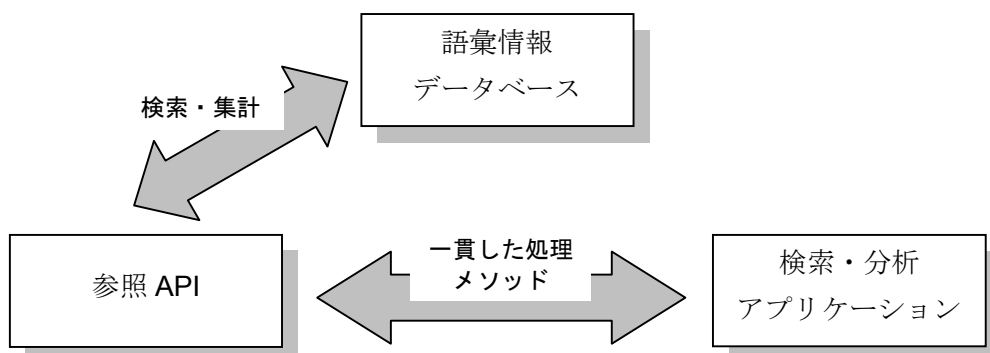 語彙情報
データベース
検索・集計
一貫した処理
メソッド
参照 API
検索・分析
アプリケーション